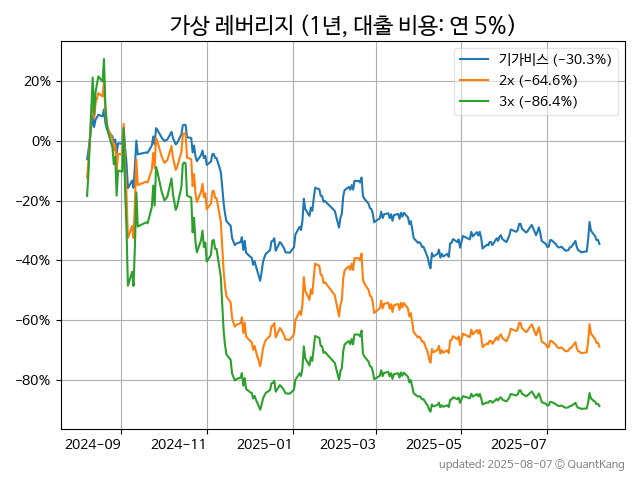 가상 레버리지 (1년, 대출 비용: 연 5%)
기가비스 (−30.3%)
2x (−64.6%)
3x (−86.4%)
20%
0%
−20%
−40%
−60%
−80%
2024-09 2024-11 2025-01 2025-03 2025-05 2025-07
updated: 2025-08-07 © QuantKang